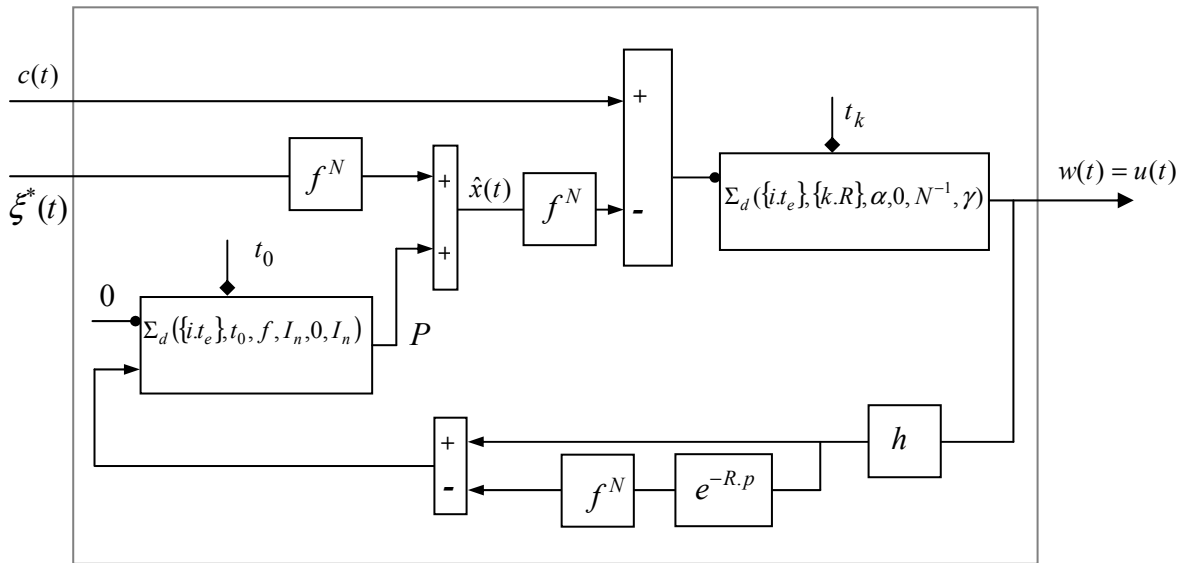 c(t)
+
t_k
f^N
+
x̂(t)
f^N
-
Σ_d({i.t_e},{k.R},α,0,N^{-1},γ)
w(t) = u(t)
ξ^*(t)
+
t_0
0
Σ_d({i.t_e},t_0,f,I_n,0,I_n)
P
+
h
-
f^N
e^{-R.p}